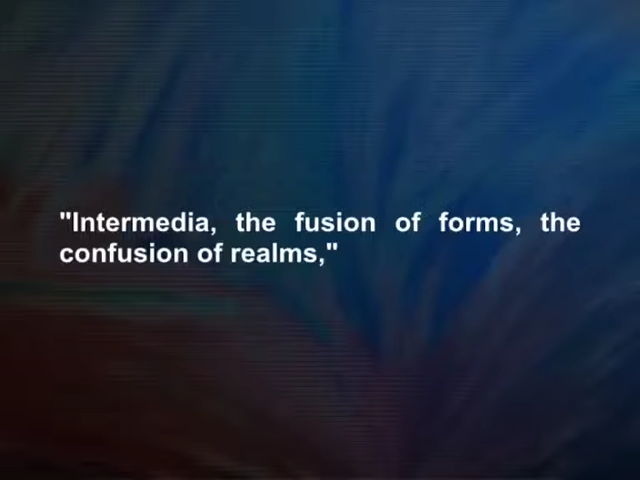 "Intermedia, the fusion of forms, the
confusion of realms,"